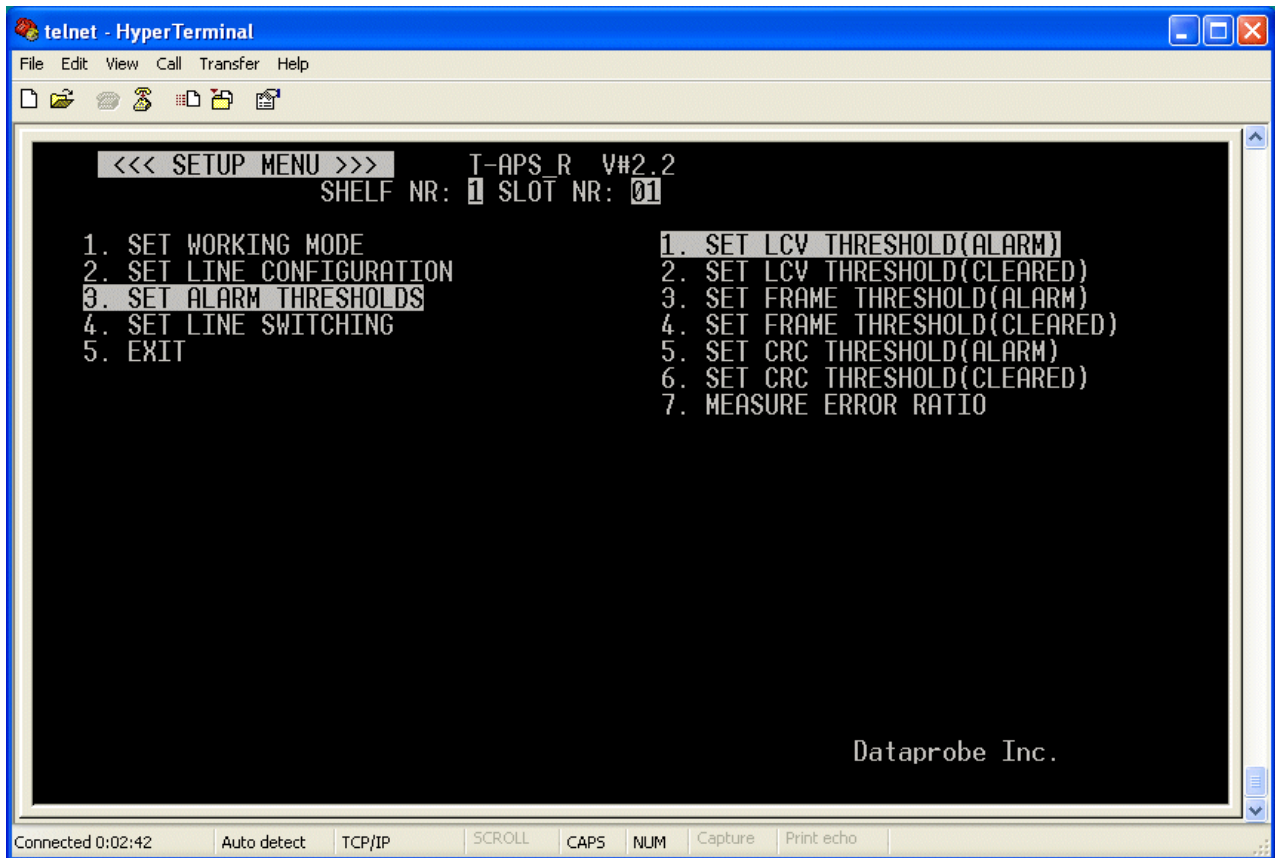 telnet - HyperTerminal
File Edit View Call Transfer Help
<<< SETUP MENU >>> T-APS_R V#2.2
SHELF NR: 1 SLOT NR: 01
1. SET WORKING MODE
2. SET LINE CONFIGURATION
3. SET ALARM THRESHOLDS
4. SET LINE SWITCHING
5. EXIT
1. SET LCV THRESHOLD(ALARM)
2. SET LCV THRESHOLD(CLEARED)
3. SET FRAME THRESHOLD(ALARM)
4. SET FRAME THRESHOLD(CLEARED)
5. SET CRC THRESHOLD(ALARM)
6. SET CRC THRESHOLD(CLEARED)
7. MEASURE ERROR RATIO
Dataprobe Inc.
Connected 0:02:42 Auto detect TCP/IP SCROLL CAPS NUM Capture Print echo